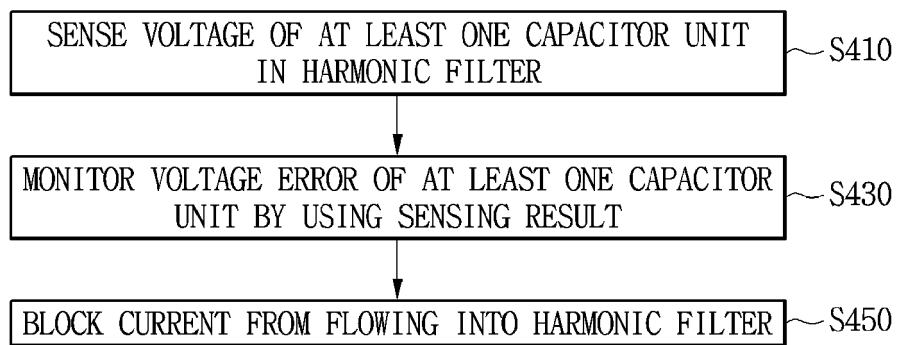 SENSE VOLTAGE OF AT LEAST ONE CAPACITOR UNIT
IN HARMONIC FILTER
S410
MONITOR VOLTAGE ERROR OF AT LEAST ONE CAPACITOR
UNIT BY USING SENSING RESULT
S430
BLOCK CURRENT FROM FLOWING INTO HARMONIC FILTER
S450